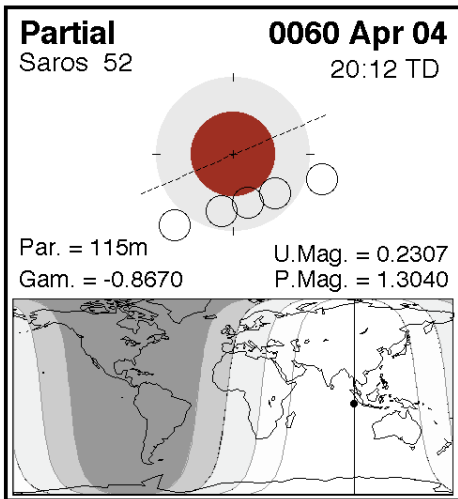 Partial 0060 Apr 04
Saros 52 20:12 TD
Par. = 115m U.Mag. = 0.2307
Gam. = -0.8670 P.Mag. = 1.3040